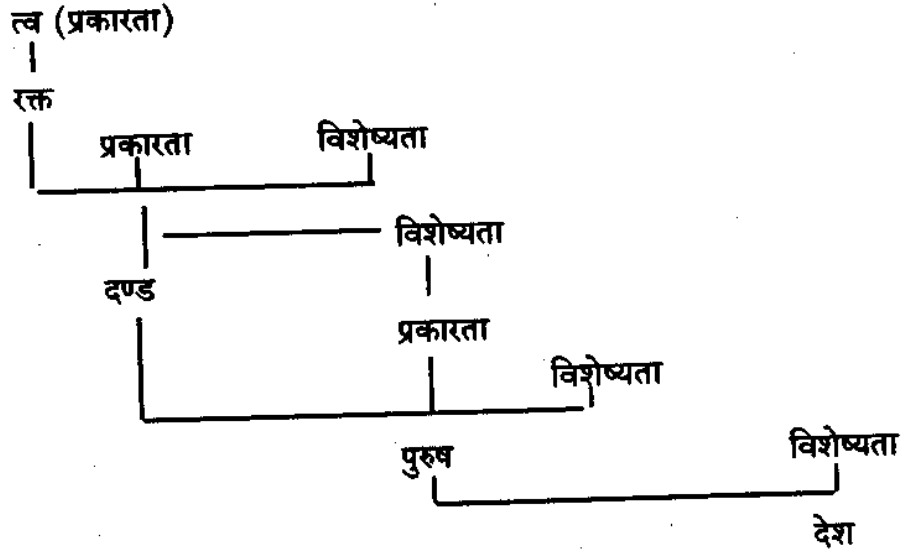 त्व (प्रकारता)
रक्त
प्रकारता विशेष्यता
विशेष्यता
दण्ड
प्रकारता
विशेष्यता
पुरुष विशेष्यता
देश